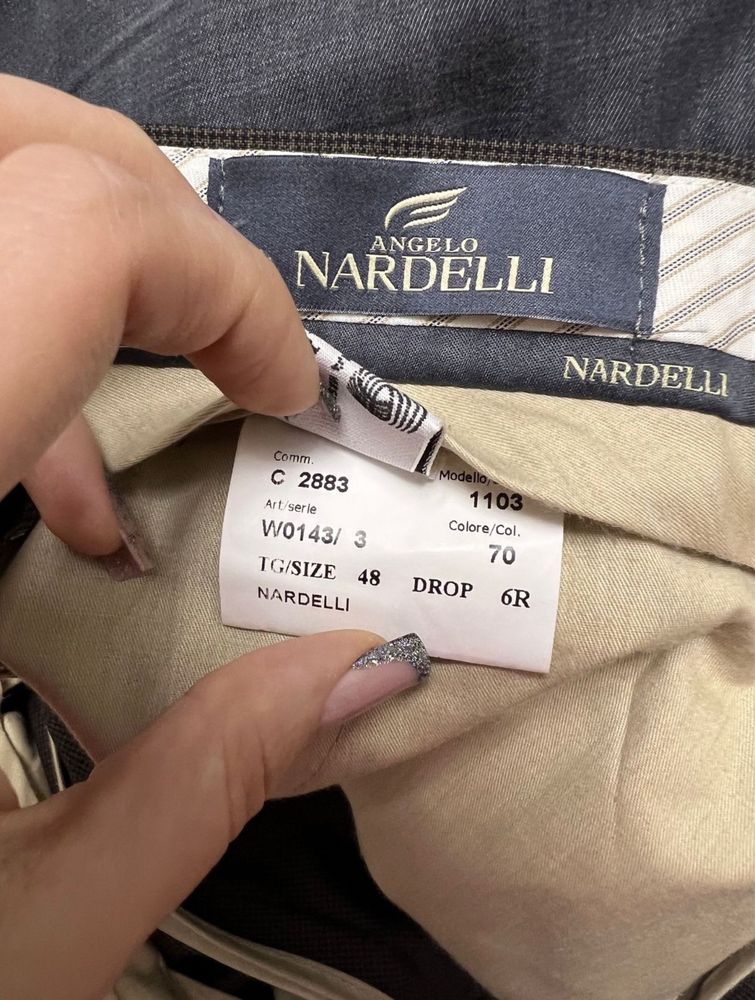 ANGELO
NARDELLI
NARDELLI
Comm.
C 2883
Modello/
1103
Art/serie
W0143/ 3
Colore/Col.
70
TG/SIZE 48 DROP 6R
NARDELLI